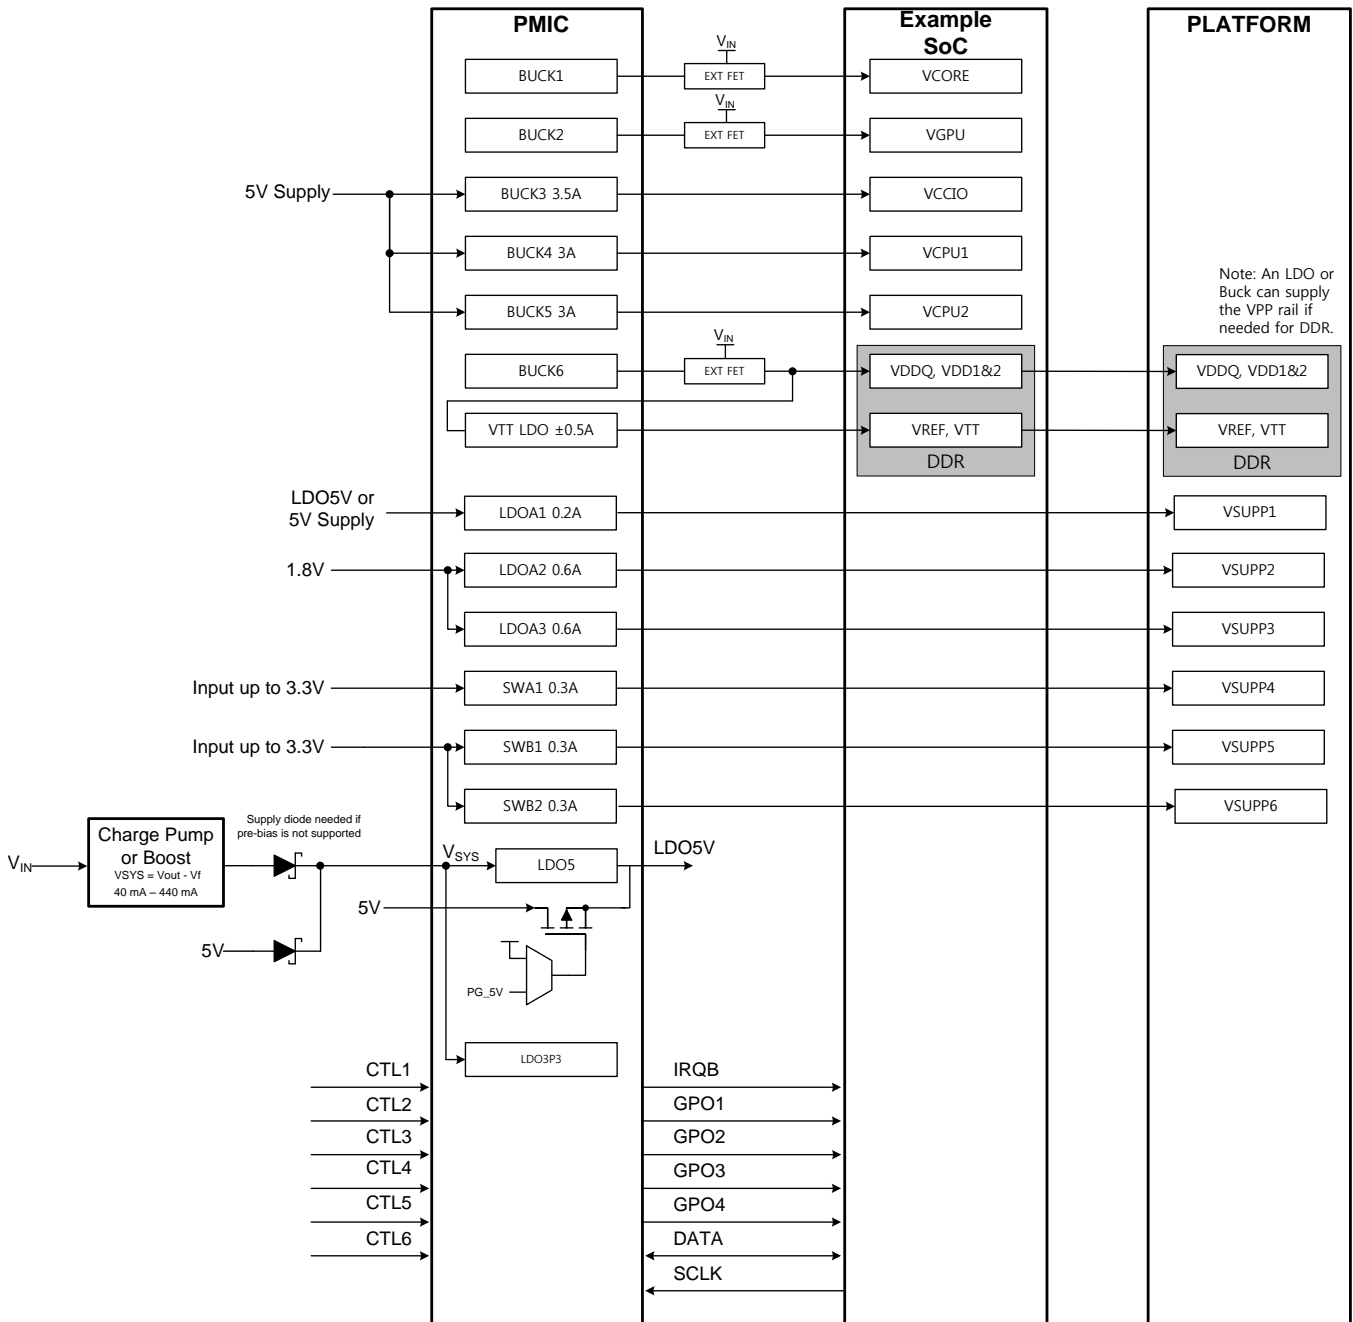 PMIC
Example
SoC
PLATFORM
VIN
BUCK1
EXT FET
VCORE
VIN
BUCK2
EXT FET
VGPU
5V Supply
BUCK3 3.5A
VCCIO
BUCK4 3A
VCPU1
Note: An LDO or
Buck can supply
the VPP rail if
needed for DDR.
BUCK5 3A
VCPU2
VIN
BUCK6
EXT FET
VDDQ, VDD1&2
VDDQ, VDD1&2
VTT LDO ±0.5A
VREF, VTT
VREF, VTT
DDR
DDR
LDO5V or
5V Supply
LDOA1 0.2A
VSUPP1
1.8V
LDOA2 0.6A
VSUPP2
LDOA3 0.6A
VSUPP3
Input up to 3.3V
SWA1 0.3A
VSUPP4
Input up to 3.3V
SWB1 0.3A
VSUPP5
SWB2 0.3A
VSUPP6
Supply diode needed if
pre-bias is not supported
VIN
Charge Pump
or Boost
VSYS = Vout - Vf
40 mA – 440 mA
VSYS
LDO5
LDO5V
5V
5V
PG_5V
LDO3P3
CTL1
IRQB
CTL2
GPO1
CTL3
GPO2
CTL4
GPO3
CTL5
GPO4
CTL6
DATA
SCLK